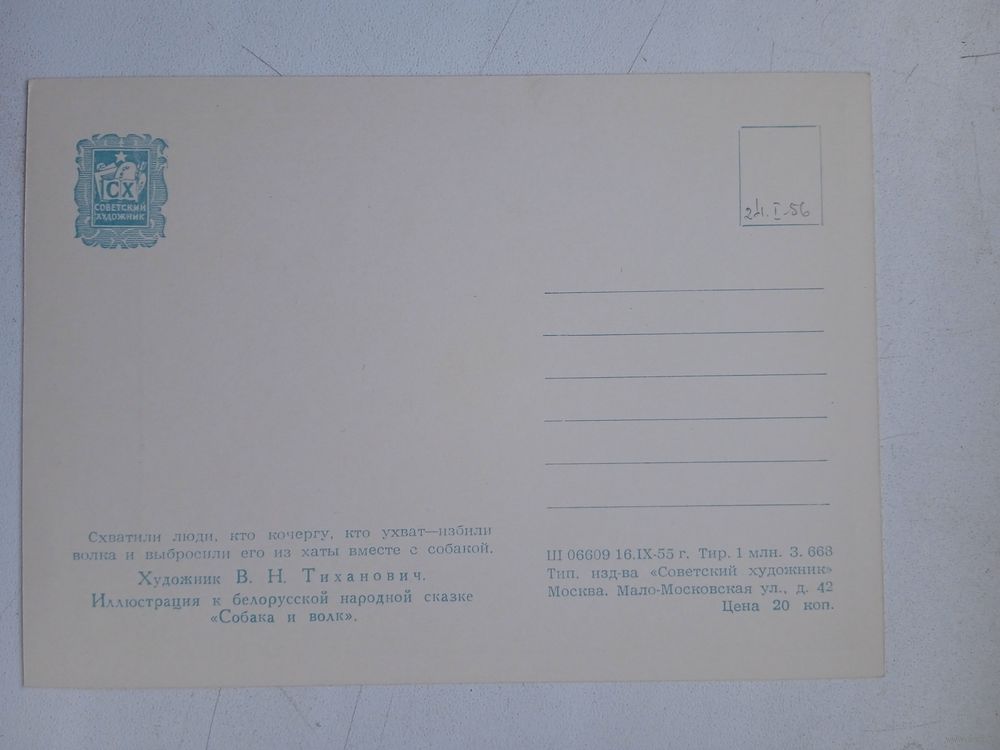 СХ
СОВЕТСКИЙ
ХУДОЖНИК
24.I-56
Схватили люди, кто кочергу, кто ухват—избили
волка и выбросили его из хаты вместе с собакой.
Художник В. Н. Тиханович.
Иллюстрация к белорусской народной сказке
«Собака и волк».
Ш 06609 16.IX-55 г. Тир. 1 млн. З. 668
Тип. изд-ва «Советский художник»
Москва. Мало-Московская ул., д. 42
Цена 20 коп.